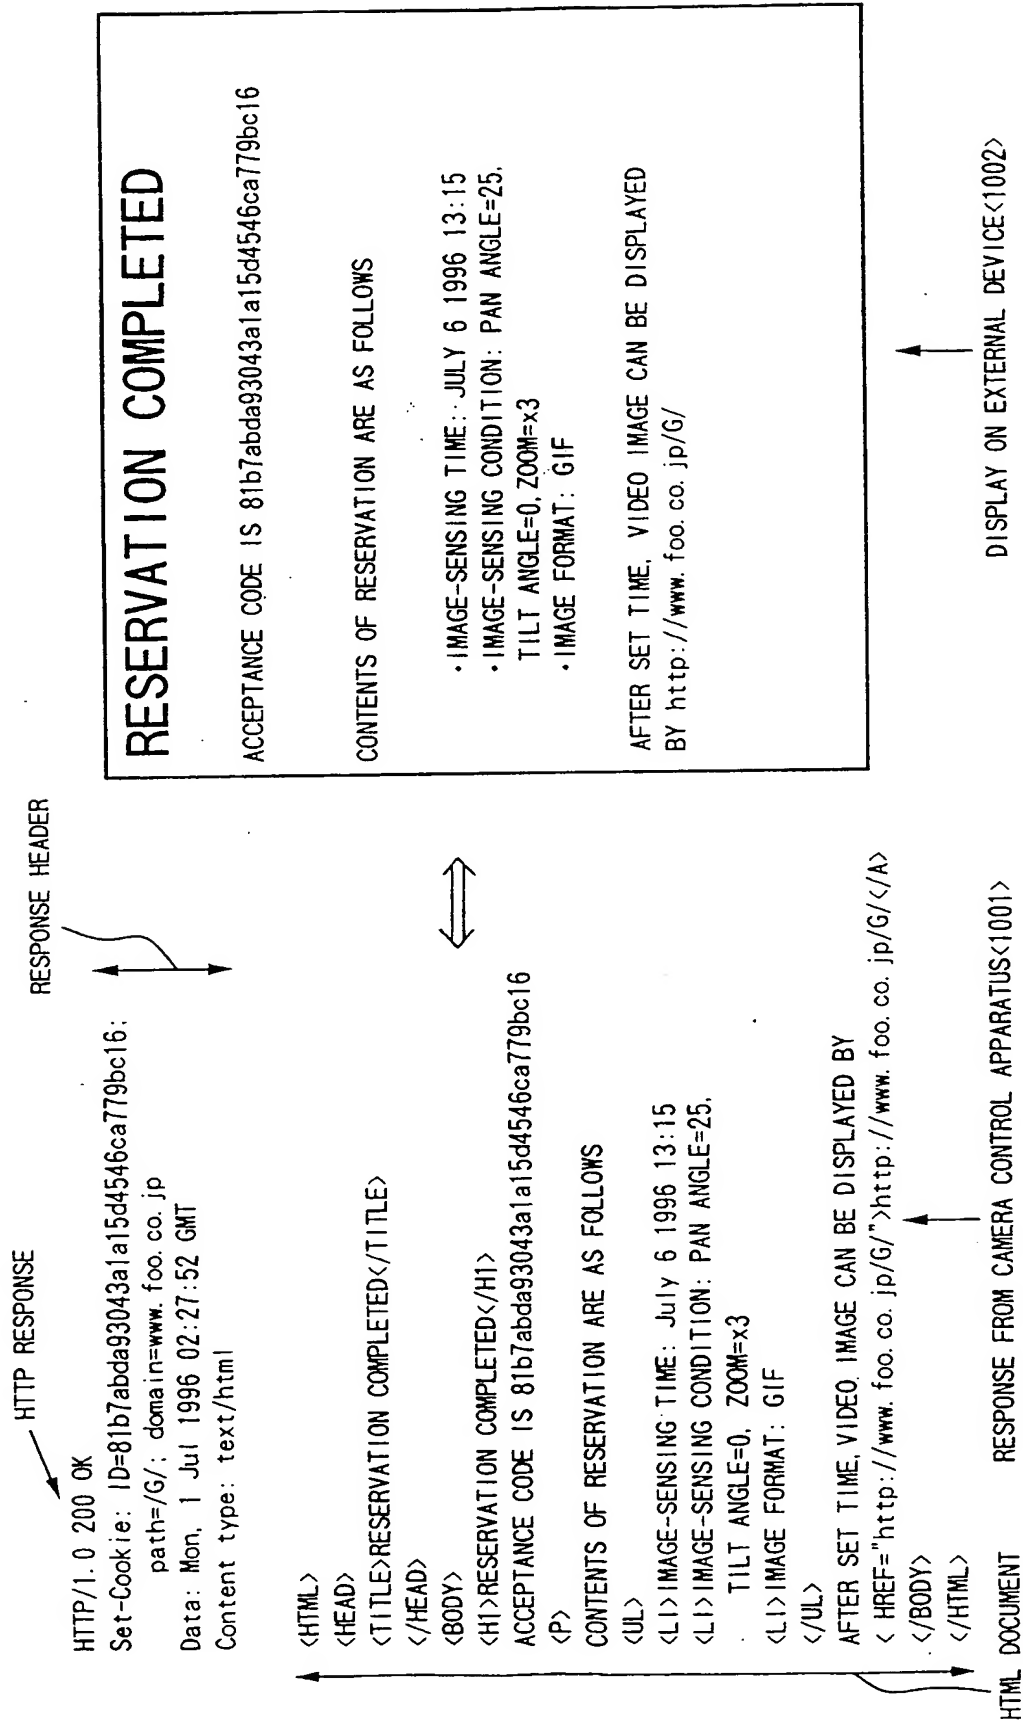 HTTP RESPONSE
HTTP/1.0 200 OK
Set-Cookie: ID=81b7abda93043a1a15d4546ca779bc16;
path=/G/; domain=www.foo.co.jp
Data: Mon, 1 Jul 1996 02:27:52 GMT
Content type: text/html
RESPONSE HEADER
<HTML>
<HEAD>
<TITLE>RESERVATION COMPLETED</TITLE>
</HEAD>
<BODY>
<H1>RESERVATION COMPLETED</H1>
ACCEPTANCE CODE IS 81b7abda93043a1a15d4546ca779bc16
<P>
CONTENTS OF RESERVATION ARE AS FOLLOWS
<UL>
<LI>IMAGE-SENSING TIME: July 6 1996 13:15
<LI>IMAGE-SENSING CONDITION: PAN ANGLE=25,
TILT ANGLE=0, ZOOM=x3
<LI>IMAGE FORMAT: GIF
</UL>
AFTER SET TIME, VIDEO IMAGE CAN BE DISPLAYED BY
< HREF="http://www.foo.co.jp/G/">http://www.foo.co.jp/G/</A>
</BODY>
</HTML>
HTML DOCUMENT
RESPONSE FROM CAMERA CONTROL APPARATUS<1001>
RESERVATION COMPLETED
ACCEPTANCE CODE IS 81b7abda93043a1a15d4546ca779bc16
CONTENTS OF RESERVATION ARE AS FOLLOWS
・IMAGE-SENSING TIME: JULY 6 1996 13:15
・IMAGE-SENSING CONDITION: PAN ANGLE=25,
TILT ANGLE=0, ZOOM=x3
・IMAGE FORMAT: GIF
AFTER SET TIME, VIDEO IMAGE CAN BE DISPLAYED
BY http://www.foo.co.jp/G/
DISPLAY ON EXTERNAL DEVICE<1002>